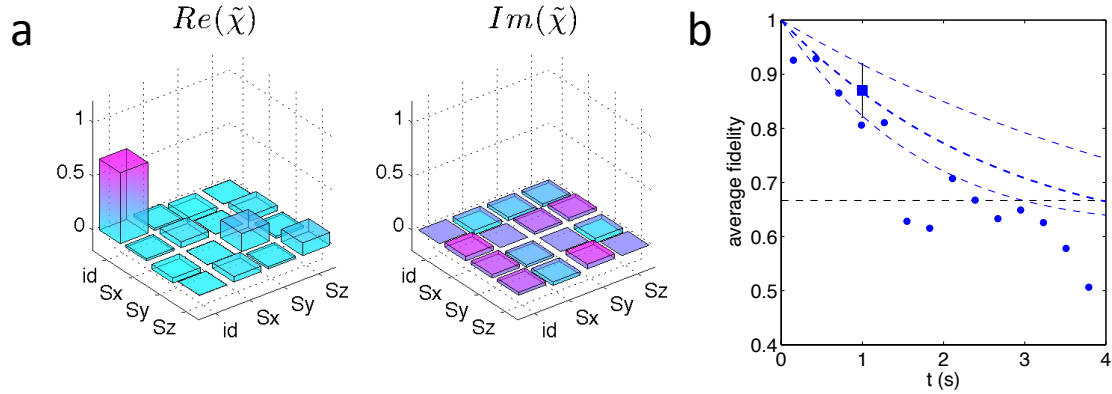 a
Re(χ̃)
1
0.5
0
id
Sx
Sy
Sz
id
Sx
Sy
Sz
Im(χ̃)
1
0.5
0
id
Sx
Sy
Sz
id
Sx
Sy
Sz
b
average fidelity
1
0.9
0.8
0.7
0.6
0.5
0.4
0
1
2
3
4
t (s)